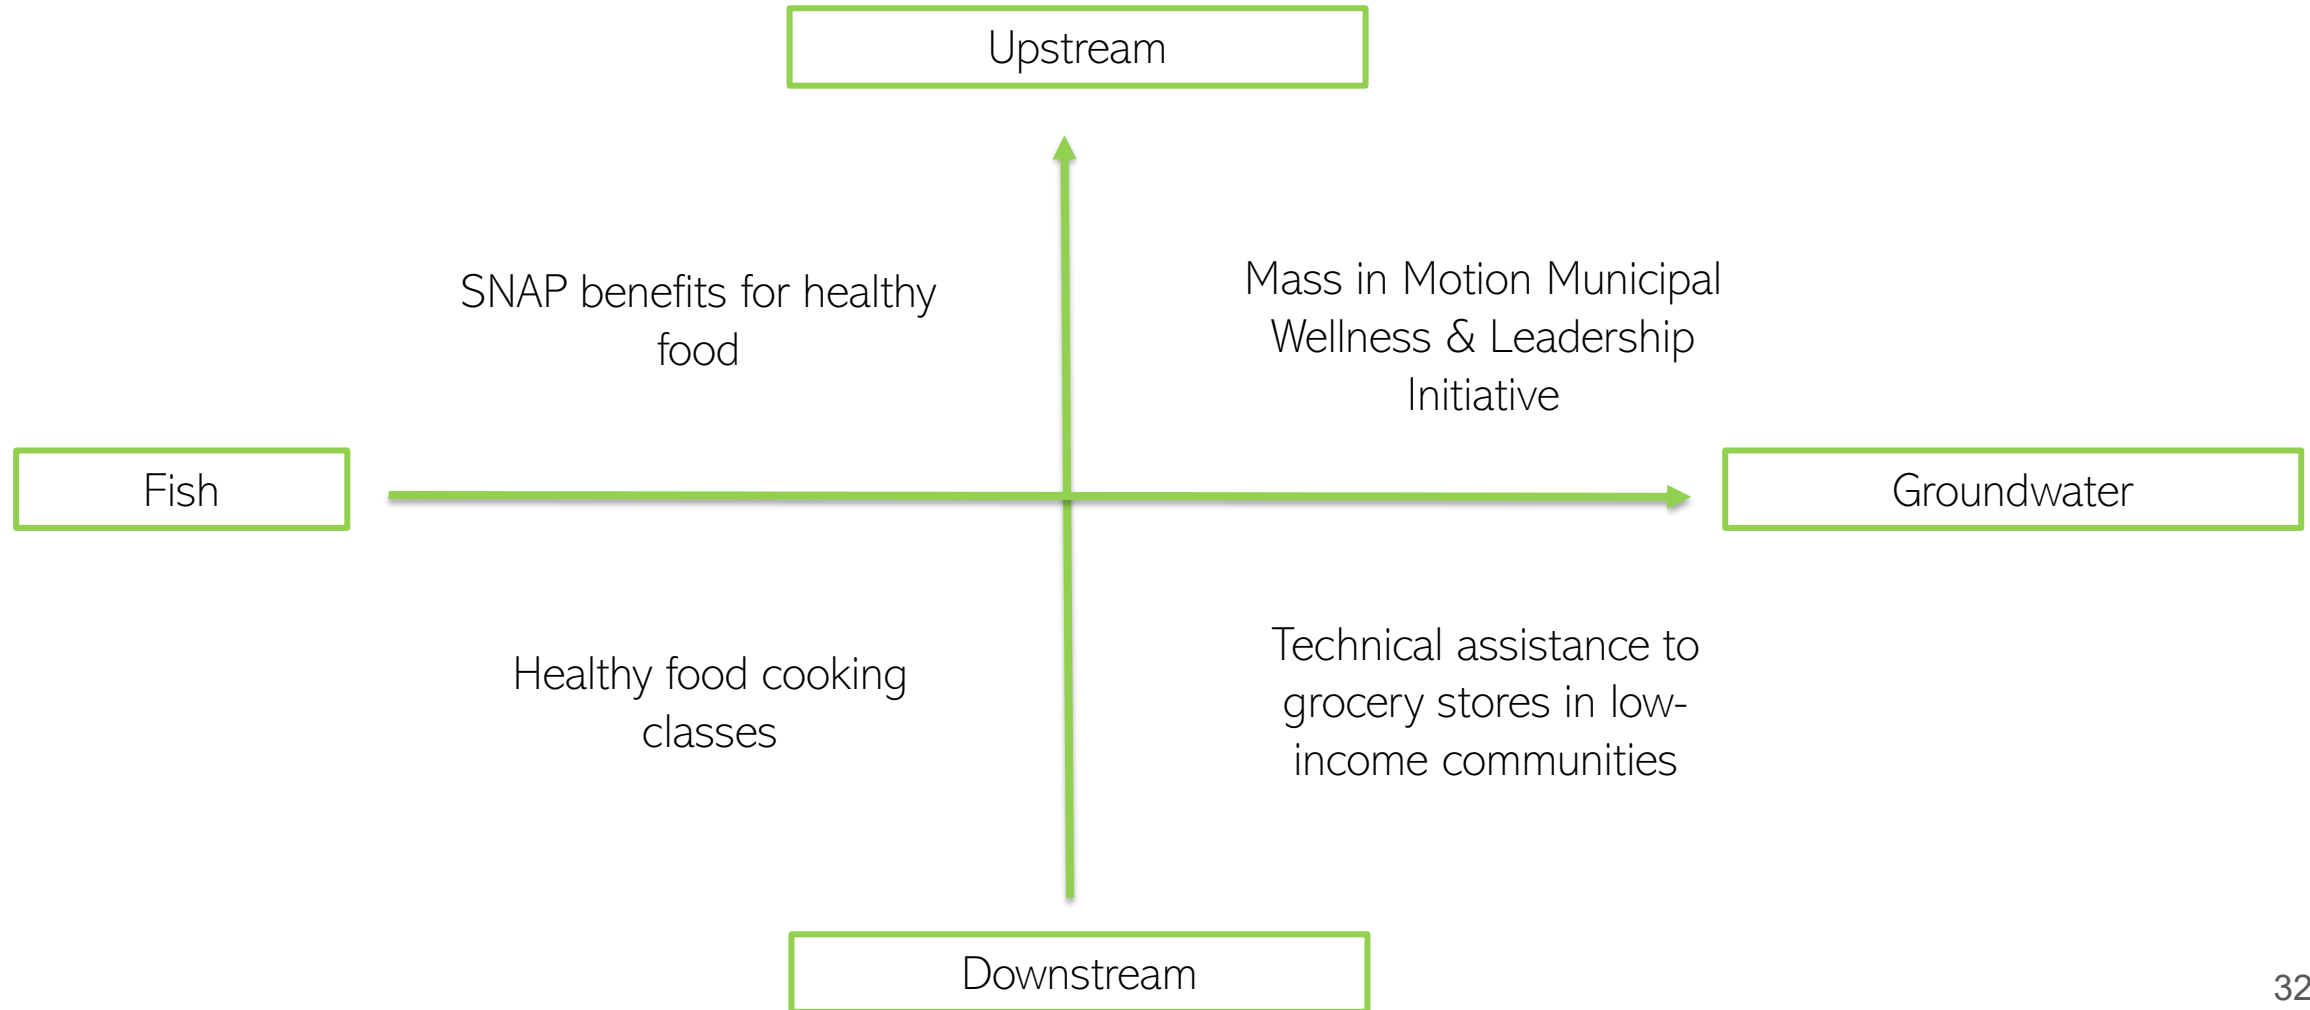 Upstream
SNAP benefits for healthy
food
Mass in Motion Municipal
Wellness & Leadership
Initiative
Fish
Groundwater
Healthy food cooking
classes
Technical assistance to
grocery stores in low-
income communities
Downstream
32